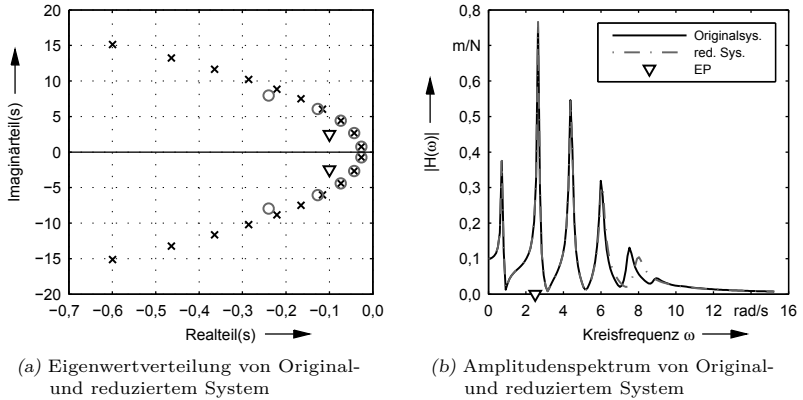 20
15
10
5
0
−5
−10
−15
−20
−0,7
−0,6
−0,5
−0,4
−0,3
−0,2
−0,1
0,0
Imaginärteil(s)
Realteil(s)
(a) Eigenwertverteilung von Original-
und reduziertem System
0,8
m/N
0,6
0,5
0,4
0,3
0,2
0,1
0,0
0
2
4
6
8
10
12
rad/s
16
|H(ω)|
Kreisfrequenz ω
Originalsys.
red. Sys.
EP
(b) Amplitudenspektrum von Original-
und reduziertem System